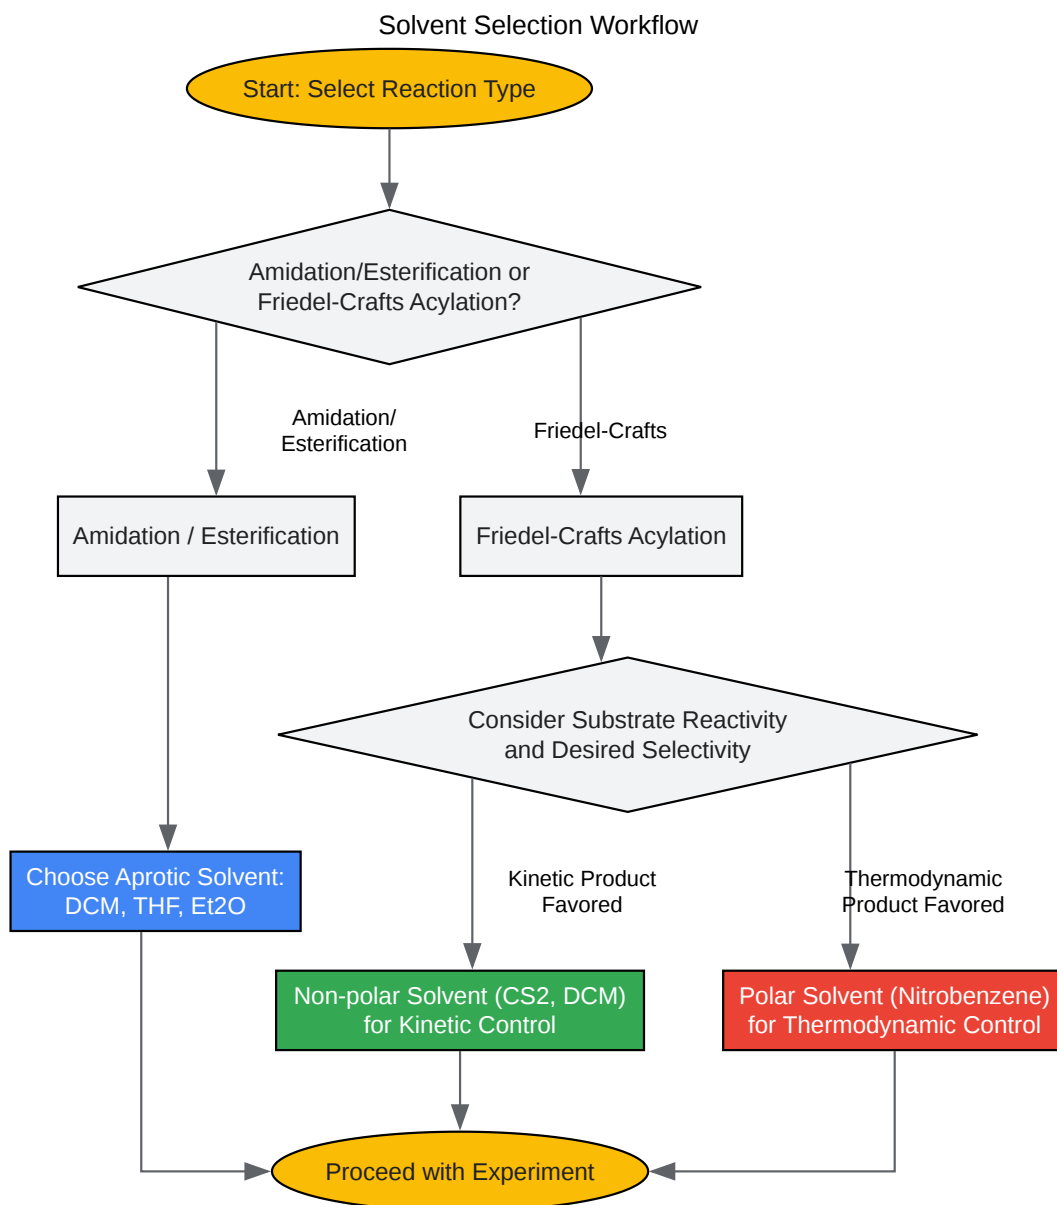 Solvent Selection Workflow
Start: Select Reaction Type
Amidation/Esterification or
Friedel-Crafts Acylation?
Amidation/
Esterification
Friedel-Crafts
Amidation / Esterification
Friedel-Crafts Acylation
Consider Substrate Reactivity
and Desired Selectivity
Choose Aprotic Solvent:
DCM, THF, Et2O
Kinetic Product
Favored
Thermodynamic
Product Favored
Non-polar Solvent (CS2, DCM)
for Kinetic Control
Polar Solvent (Nitrobenzene)
for Thermodynamic Control
Proceed with Experiment